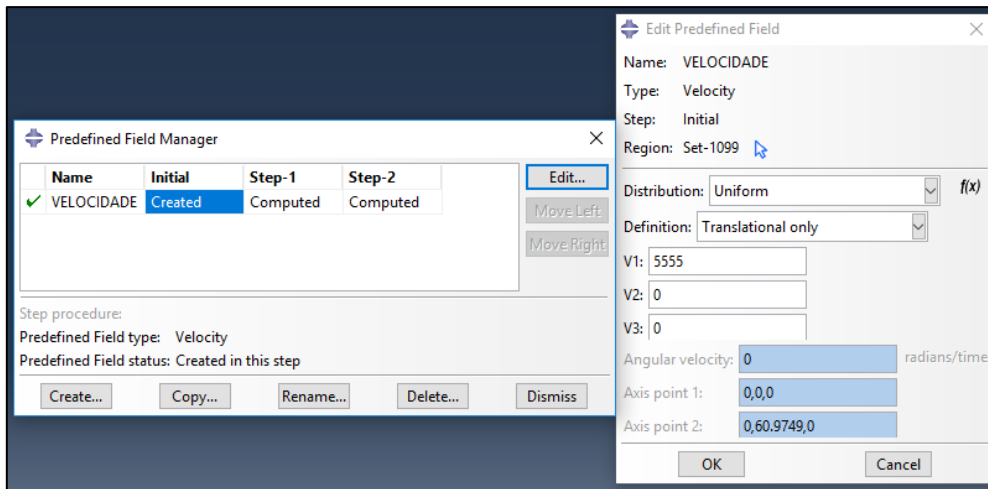 Predefined Field Manager
Name Initial Step-1 Step-2
VELOCIDADE Created Computed Computed
Edit...
Move Left
Move Right
Step procedure:
Predefined Field type: Velocity
Predefined Field status: Created in this step
Create... Copy... Rename... Delete... Dismiss
Edit Predefined Field
Name: VELOCIDADE
Type: Velocity
Step: Initial
Region: Set-1099
Distribution: Uniform f(x)
Definition: Translational only
V1: 5555
V2: 0
V3: 0
Angular velocity: 0 radians/time
Axis point 1: 0,0,0
Axis point 2: 0,60.9749,0
OK Cancel